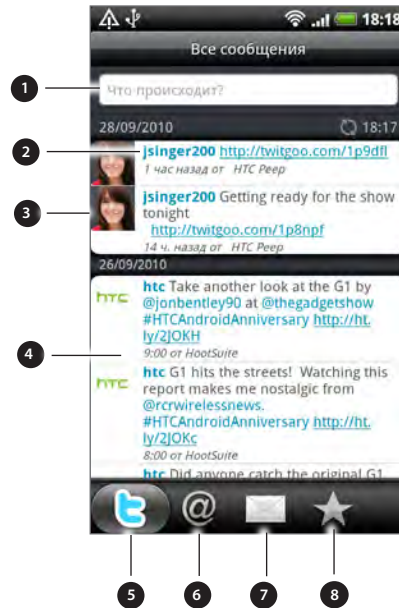 18:18
Все сообщения
1
Что происходит?
28/09/2010 18:17
2
jsinger200 http://twitgoo.com/1p9dfl
1 час назад от HTC Peep
3
jsinger200 Getting ready for the show
tonight
http://twitgoo.com/1p8npf
14 ч. назад от HTC Peep
26/09/2010
hTC
htc Take another look at the G1 by
@jonbentley90 at @thegadgetshow
#HTCAndroidAnniversary http://ht.
ly/2JOKH
4
9:00 от HootSuite
hTC
htc G1 hits the streets! Watching this
report makes me nostalgic from
@rcrwirelessnews.
#HTCAndroidAnniversary http://ht.
ly/2JOKc
8:00 от HootSuite
htc Did anyone catch the original G1
t @
5 6 7 8